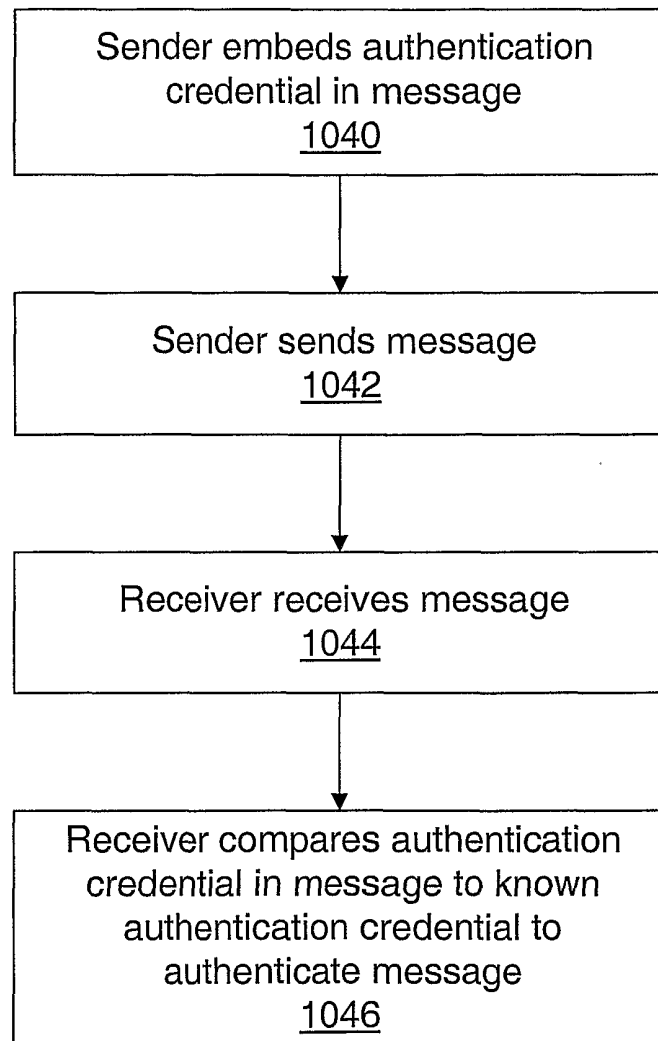 Sender embeds authentication
credential in message
1040
Sender sends message
1042
Receiver receives message
1044
Receiver compares authentication
credential in message to known
authentication credential to
authenticate message
1046